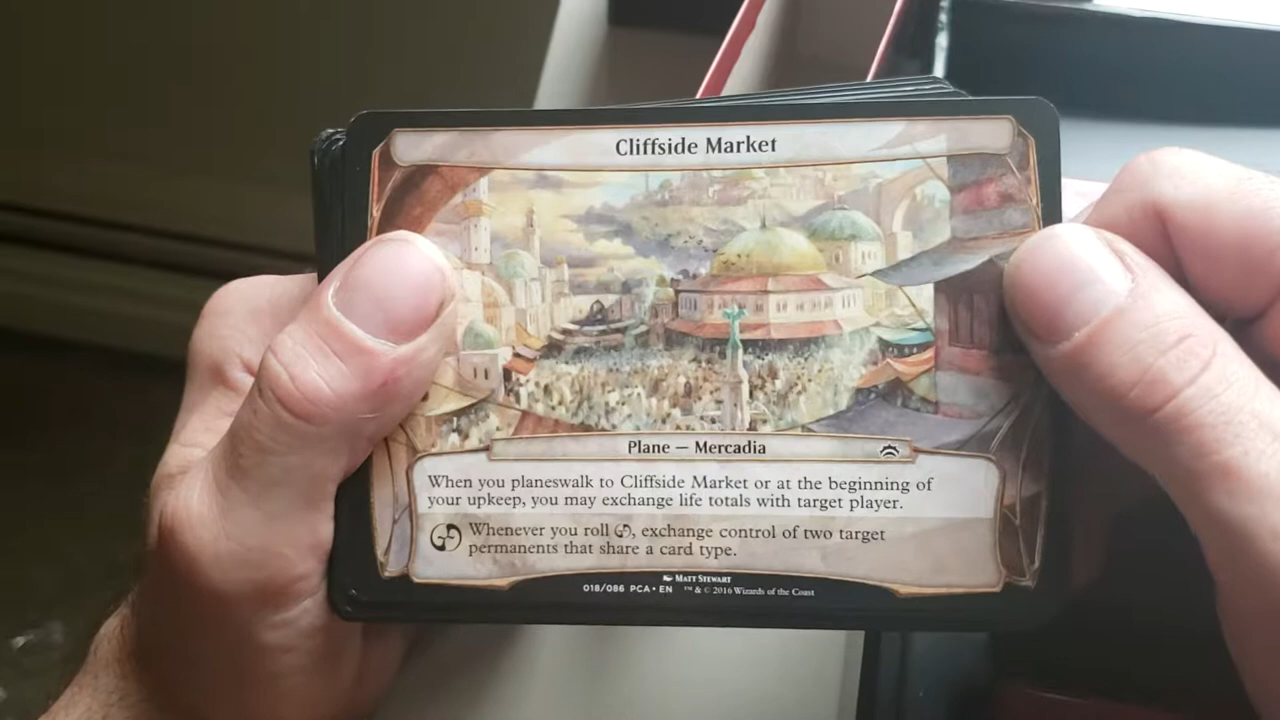 Cliffside Market
Plane — Mercadia
When you planeswalk to Cliffside Market or at the beginning of
your upkeep, you may exchange life totals with target player.
Whenever you roll , exchange control of two target
permanents that share a card type.
Matt Stewart
018/086 PCA • EN ™ & © 2016 Wizards of the Coast